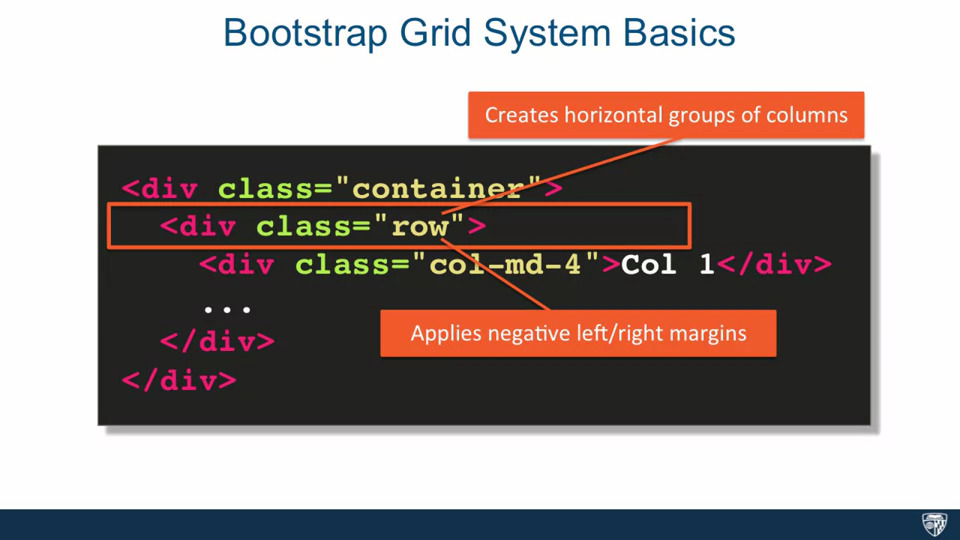 Bootstrap Grid System Basics
Creates horizontal groups of columns
<div class="container">
<div class="row">
<div class="col-md-4">Col 1</div>
...
Applies negative left/right margins
</div>
</div>